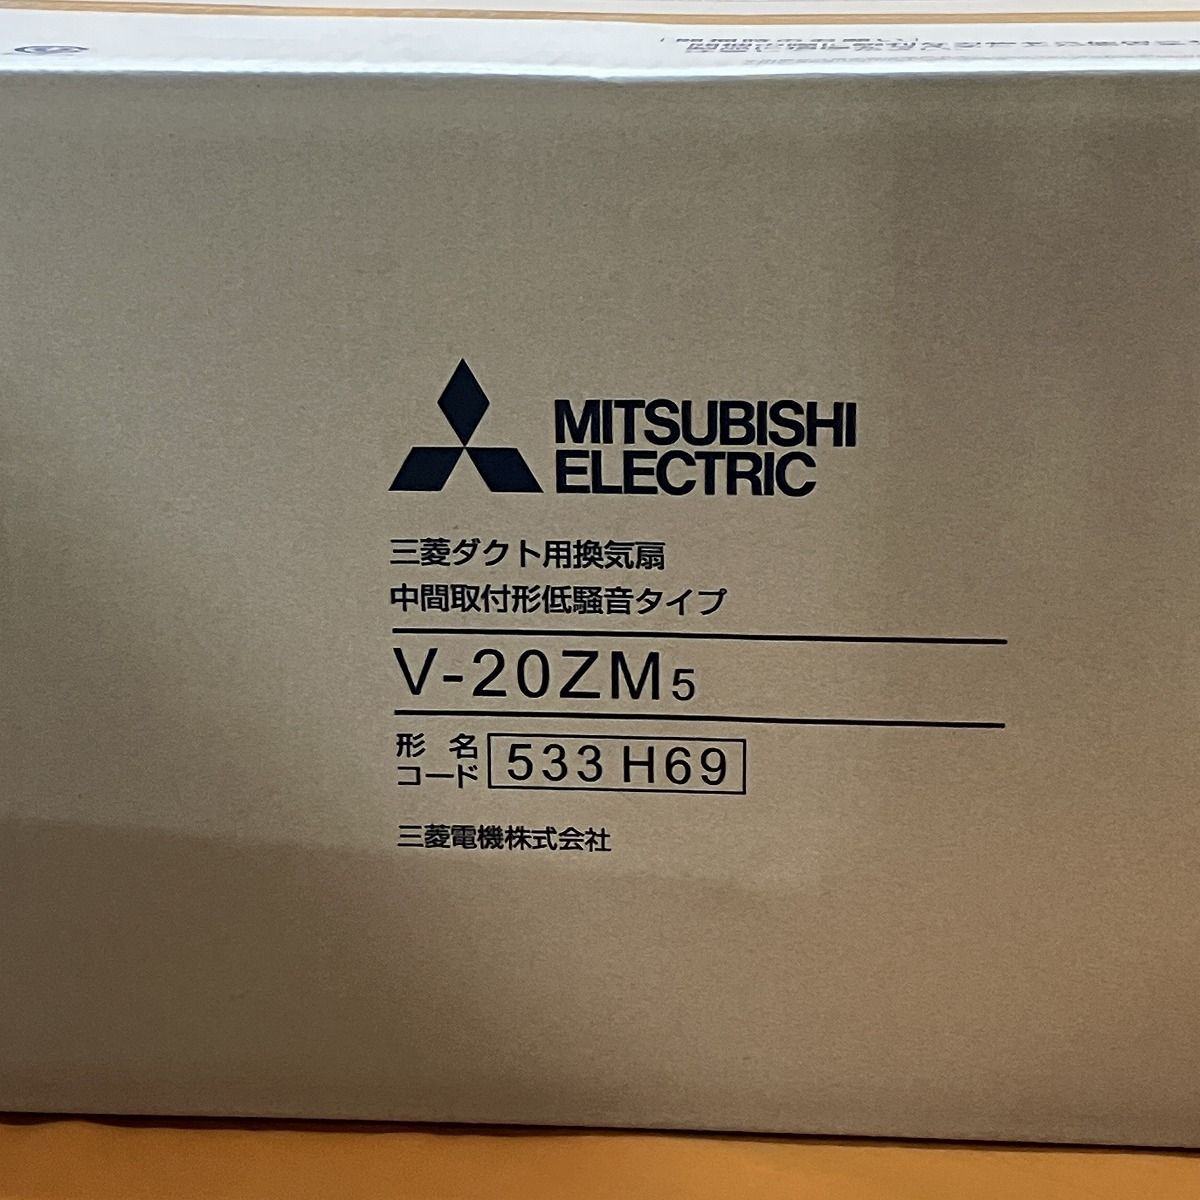 MITSUBISHI
ELECTRIC
三菱ダクト用換気扇
中間取付形低騒音タイプ
V-20ZM5
形名
コード 533 H69
三菱電機株式会社